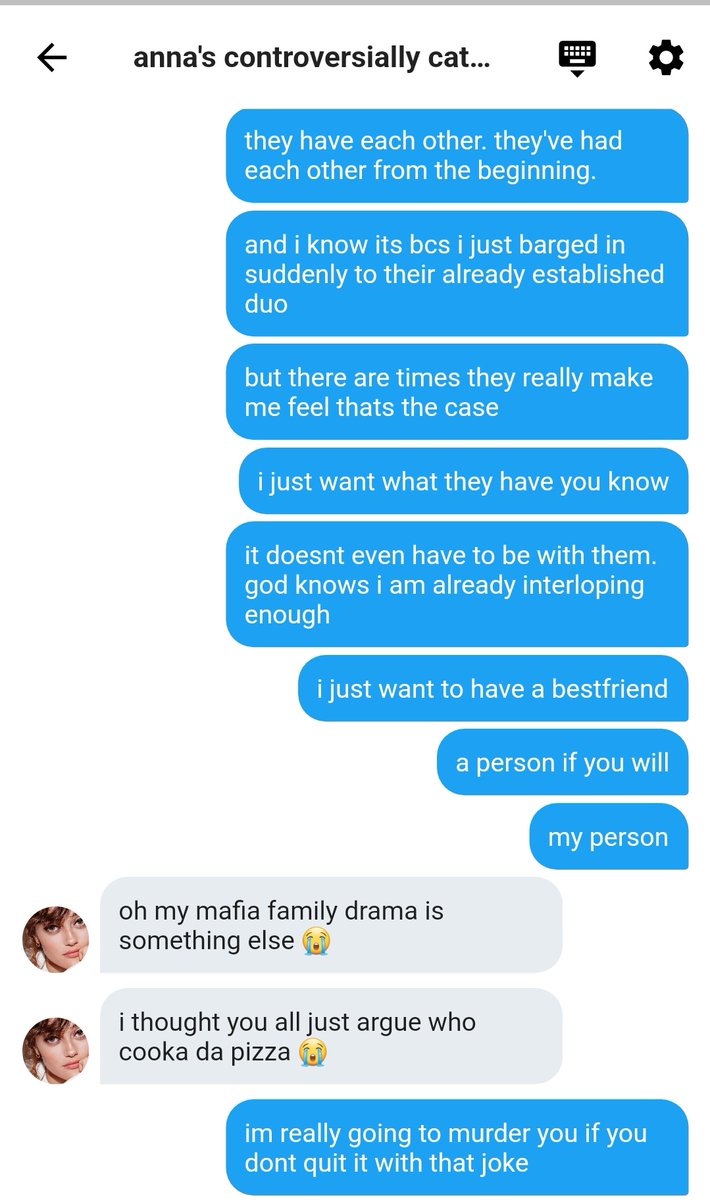 anna's controversially cat...
they have each other. they've had
each other from the beginning.
and i know its bcs i just barged in
suddenly to their already established
duo
but there are times they really make
me feel thats the case
i just want what they have you know
it doesnt even have to be with them.
god knows i am already interloping
enough
i just want to have a bestfriend
a person if you will
my person
oh my mafia family drama is
something else 😭
i thought you all just argue who
cooka da pizza 😭
im really going to murder you if you
dont quit it with that joke